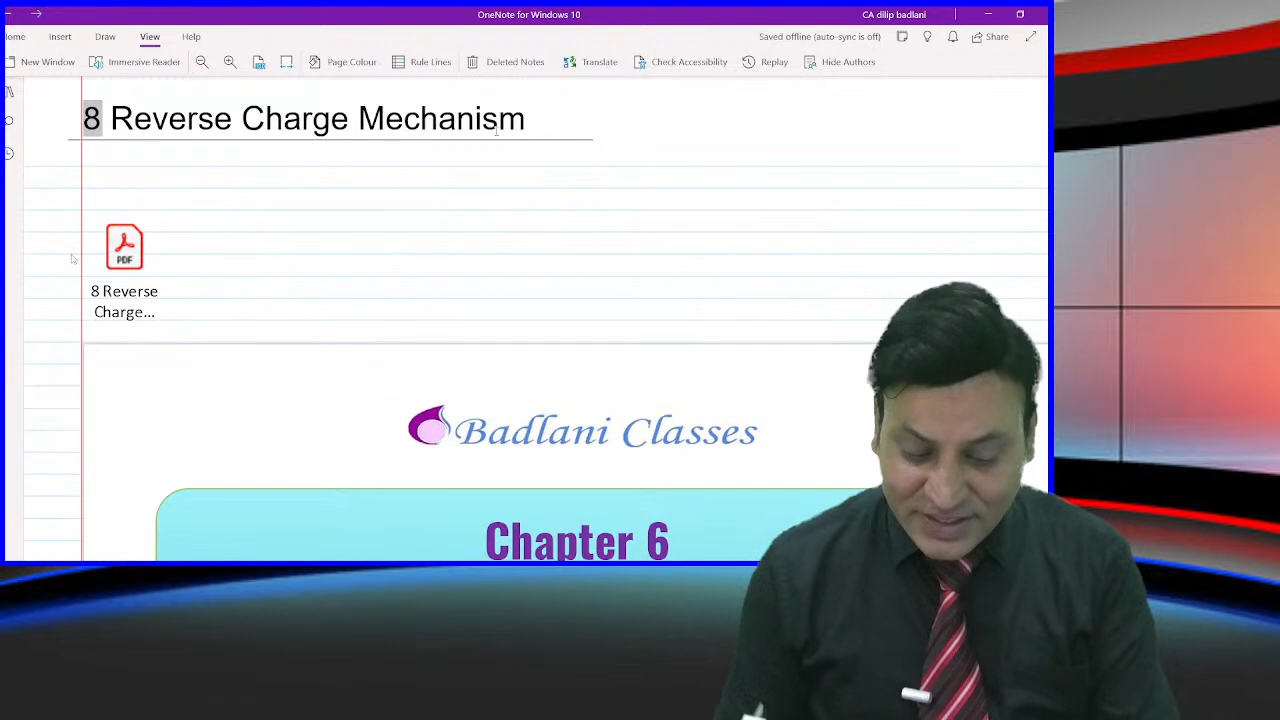 OneNote for Windows 10
CA dilip badlani
Insert
Draw
View
Help
Saved offline (auto-sync is off)
Share
New Window
Immersive Reader
Page Colour
Rule Lines
Deleted Notes
Translate
Check Accessibility
Replay
Hide Authors
8 Reverse Charge Mechanism
PDF
8 Reverse
Charge...
Badlani Classes
Chapter 6